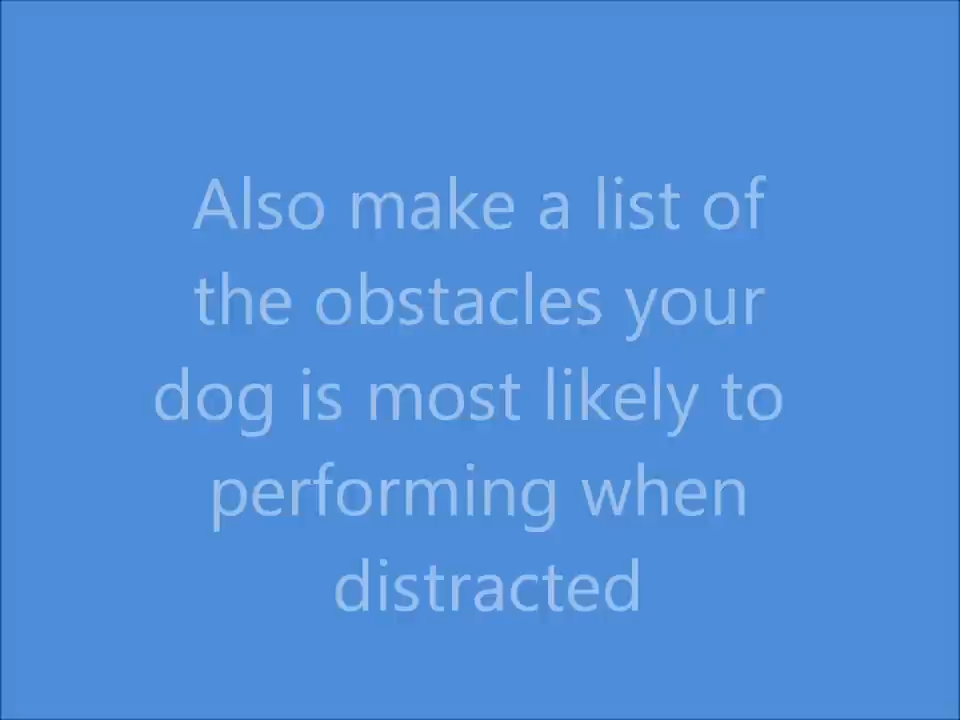 Also make a list of
the obstacles your
dog is most likely to
performing when
distracted